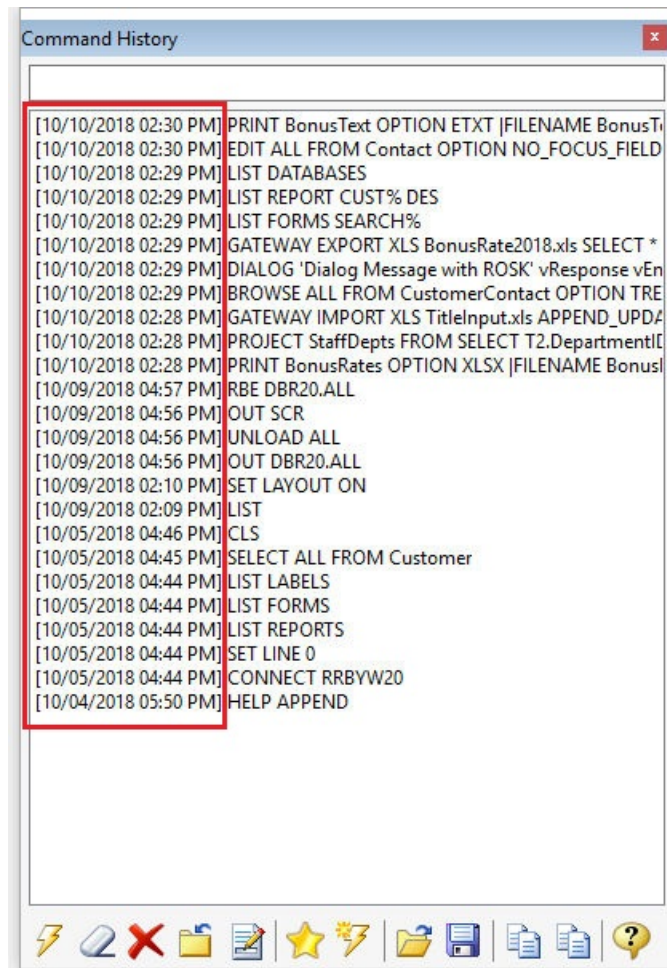 Command History
[10/10/2018 02:30 PM] PRINT BonusText OPTION ETXT |FILENAME
[10/10/2018 02:30 PM] EDIT ALL FROM Contact OPTION NO_FOCUS_FIELD
[10/10/2018 02:29 PM] LIST DATABASES
[10/10/2018 02:29 PM] LIST REPORT CUST% DES
[10/10/2018 02:29 PM] LIST FORMS SEARCH%
[10/10/2018 02:29 PM] GATEWAY EXPORT XLS BonusRate2018.xls SELECT *
[10/10/2018 02:29 PM] DIALOG 'Dialog Message with ROSK' vResponse vEn
[10/10/2018 02:29 PM] BROWSE ALL FROM CustomerContact OPTION TRE
[10/10/2018 02:28 PM] GATEWAY IMPORT XLS TitleInput.xls
[10/10/2018 02:28 PM] PROJECT StaffDepts FROM SELECT
[10/10/2018 02:28 PM] PRINT BonusRates OPTION XLSX |FILENAME
[10/09/2018 04:57 PM] RBE DBR20.ALL
[10/09/2018 04:56 PM] OUT SCR
[10/09/2018 04:56 PM] UNLOAD ALL
[10/09/2018 04:56 PM] OUT DBR20.ALL
[10/09/2018 02:10 PM] SET LAYOUT ON
[10/09/2018 02:09 PM] LIST
[10/05/2018 04:46 PM] CLS
[10/05/2018 04:45 PM] SELECT ALL FROM Customer
[10/05/2018 04:44 PM] LIST LABELS
[10/05/2018 04:44 PM] LIST FORMS
[10/05/2018 04:44 PM] LIST REPORTS
[10/05/2018 04:44 PM] SET LINE 0
[10/05/2018 04:44 PM] CONNECT RRBYW20
[10/04/2018 05:50 PM] HELP APPEND